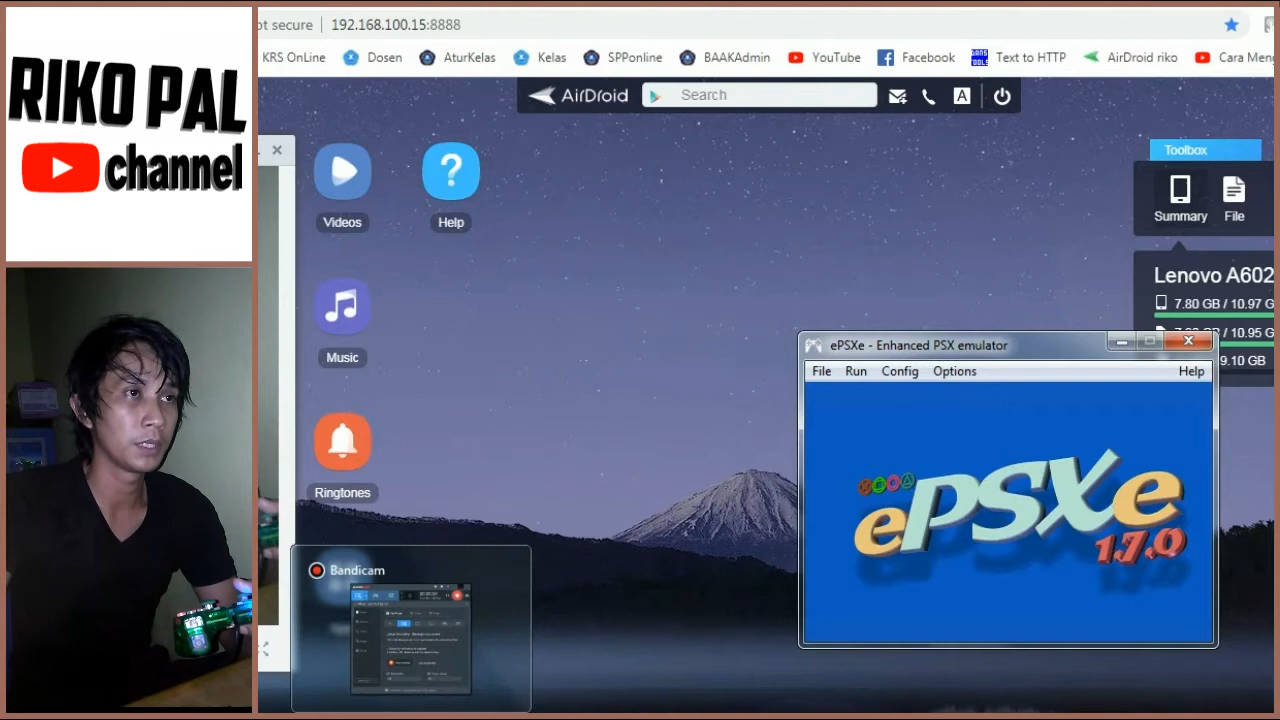 RIKO PAL
channel
ot secure
192.168.100.15:8888
KRS OnLine
Dosen
AturKelas
Kelas
SPPonline
BAAKAdmin
YouTube
Facebook
Text to HTTP
AirDroid riko
Cara Men
AirDroid
Search
A
Toolbox
Videos
Help
Summary
File
Lenovo A602
7.80 GB / 10.97 G
/ 10.95 G
9.10 GB
Music
ePSXe - Enhanced PSX emulator
File
Run
Config
Options
Help
ePSXe
1.7.0
Ringtones
Bandicam